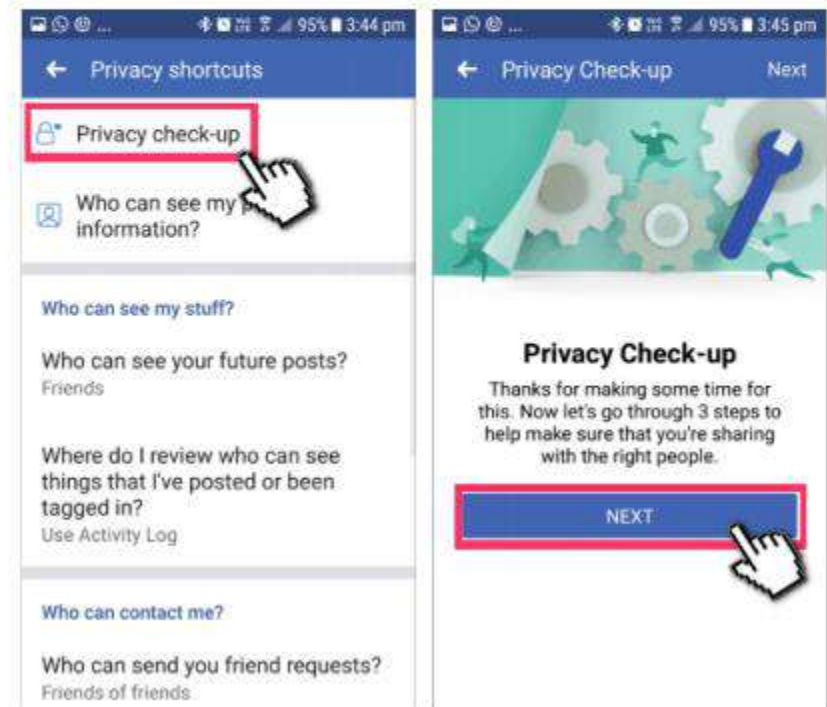 ... 95% 3:44 pm
Privacy shortcuts
Privacy check-up
Who can see my
information?
Who can see my stuff?
Who can see your future posts?
Friends
Where do I review who can see
things that I've posted or been
tagged in?
Use Activity Log
Who can contact me?
Who can send you friend requests?
Friends of friends
... 95% 3:45 pm
Privacy Check-up Next
Privacy Check-up
Thanks for making some time for
this. Now let's go through 3 steps to
help make sure that you're sharing
with the right people.
NEXT